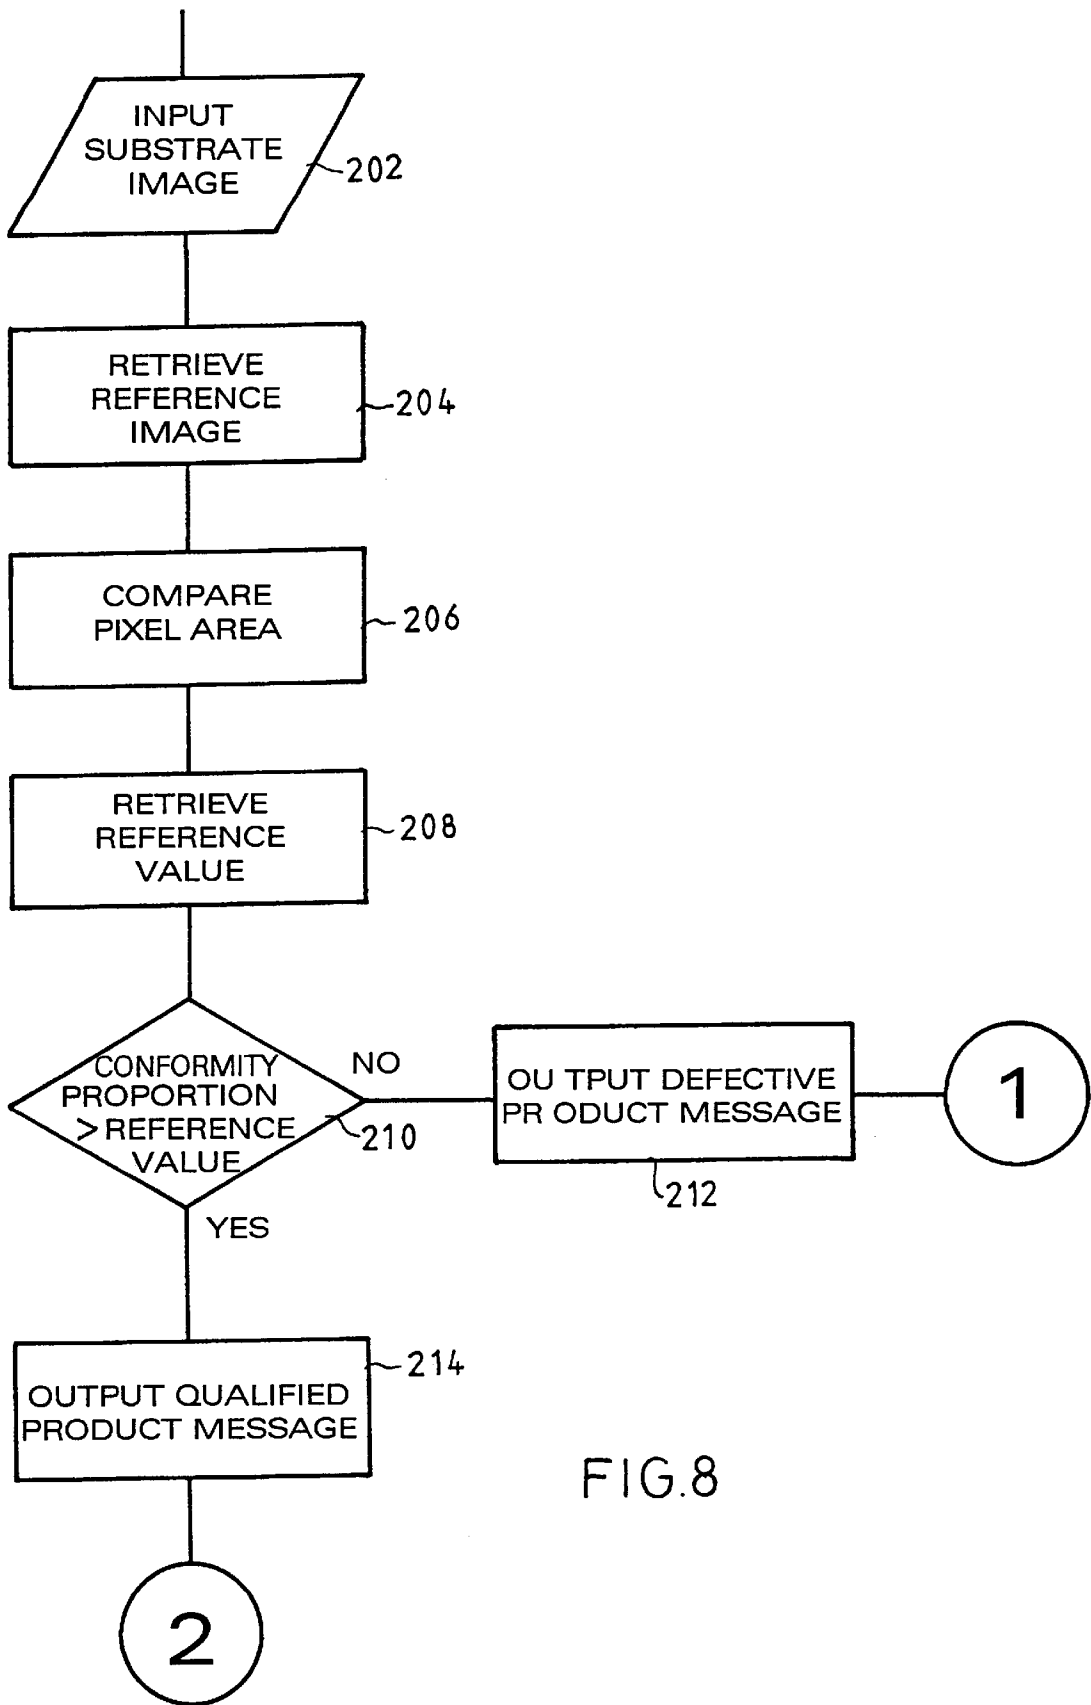 INPUT
SUBSTRATE
IMAGE
202
RETRIEVE
REFERENCE
IMAGE
204
COMPARE
PIXEL AREA
206
RETRIEVE
REFERENCE
VALUE
208
CONFORMITY
PROPORTION
> REFERENCE
VALUE
210
NO
OU TPUT DEFECTIVE
PR ODUCT MESSAGE
212
1
YES
OUTPUT QUALIFIED
PRODUCT MESSAGE
214
2
FIG.8